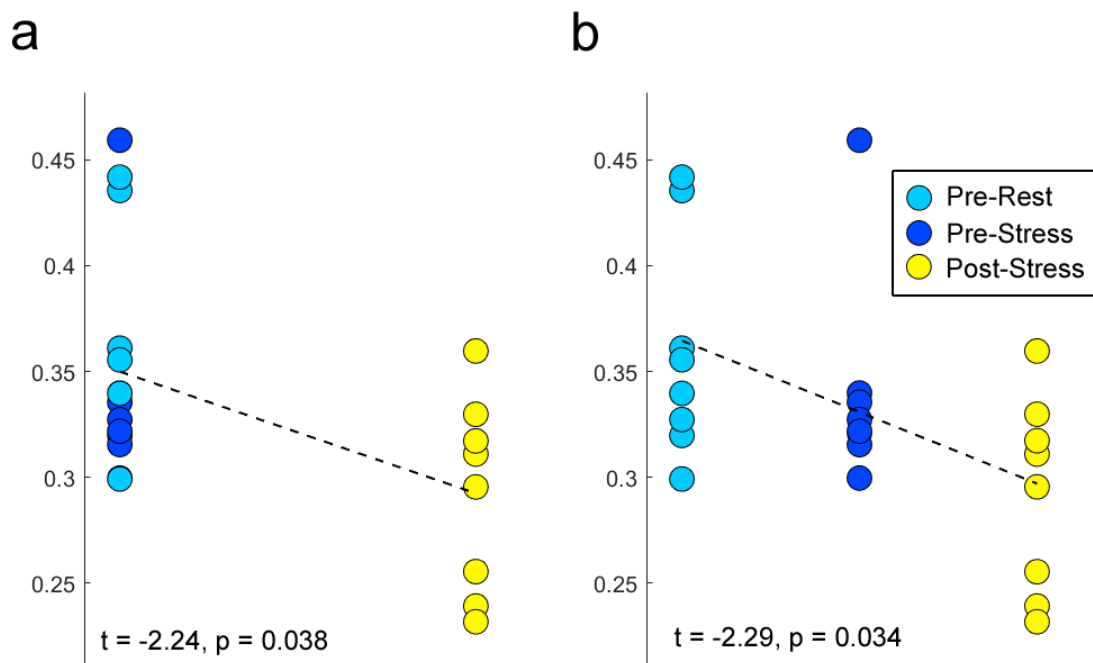 a
0.45
0.4
0.35
0.3
0.25
t = -2.24, p = 0.038
b
0.45
0.4
0.35
0.3
0.25
Pre-Rest
Pre-Stress
Post-Stress
t = -2.29, p = 0.034